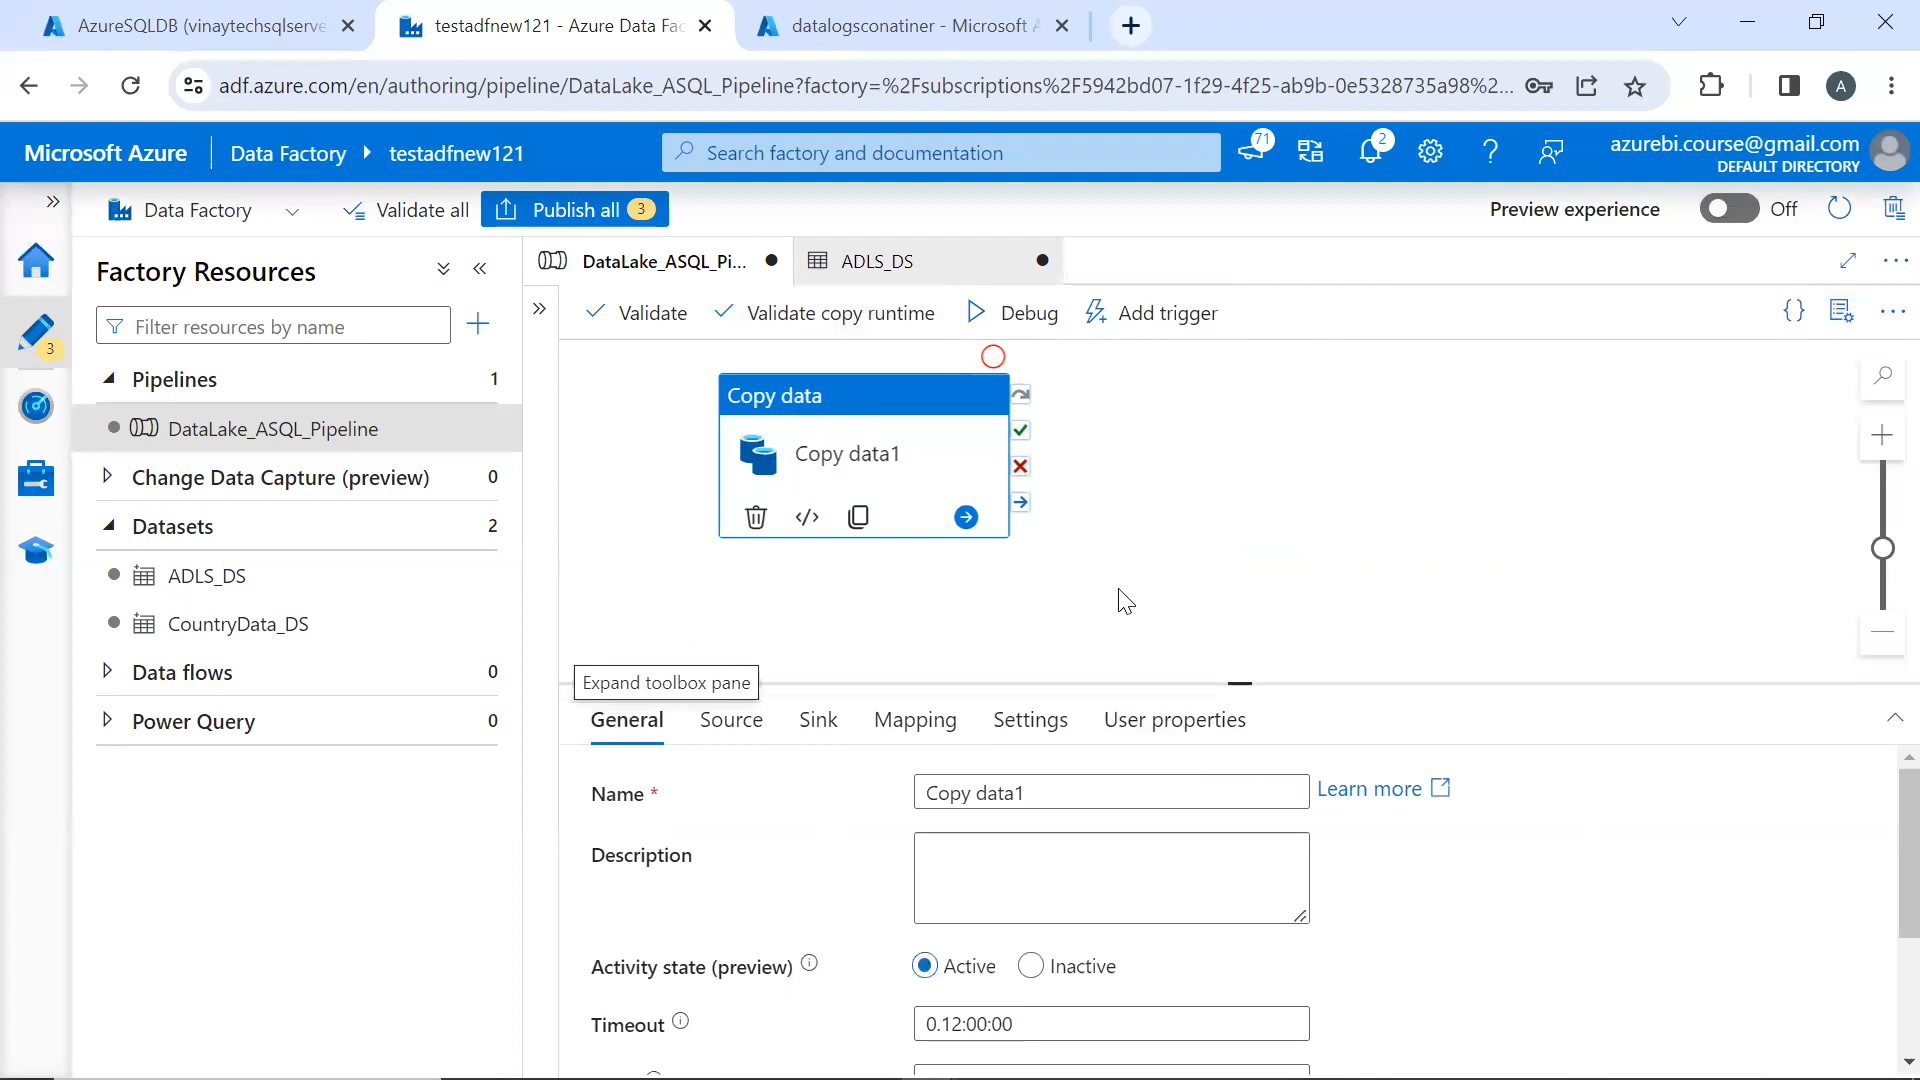 AzureSQLDB (vinaytechsqlserve
testadfnew121 - Azure Data Fac
datalogsconatiner - Microsoft A
adf.azure.com/en/authoring/pipeline/DataLake_ASQL_Pipeline?factory=%2Fsubscriptions%2F5942bd07-1f29-4f25-ab9b-0e5328735a98%2...
A
Microsoft Azure
Data Factory
testadfnew121
Search factory and documentation
71
2
azurebi.course@gmail.com
DEFAULT DIRECTORY
Data Factory
Validate all
Publish all 3
Preview experience
Off
Factory Resources
DataLake_ASQL_Pi...
ADLS_DS
Filter resources by name
Validate
Validate copy runtime
Debug
Add trigger
3
Pipelines 1
DataLake_ASQL_Pipeline
Change Data Capture (preview) 0
Datasets 2
ADLS_DS
CountryData_DS
Data flows 0
Power Query 0
Copy data
Copy data1
Expand toolbox pane
General
Source
Sink
Mapping
Settings
User properties
Name *
Copy data1
Learn more
Description
Activity state (preview)
Active
Inactive
Timeout
0.12:00:00